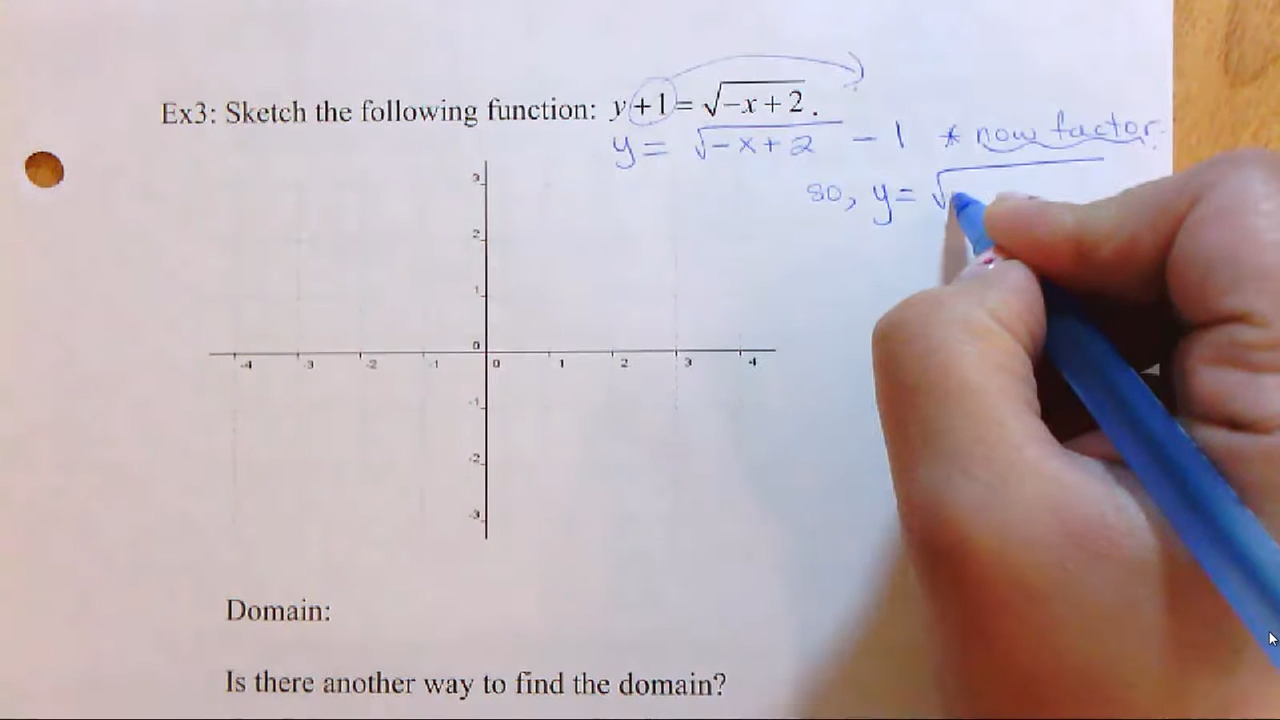 Ex3: Sketch the following function: y +1 = √−x + 2.
y = √-x+2 - 1 * now factor.
so, y = √
3
2
1
0
-4 -3 -2 -1 0 1 2 3 4
-1
-2
-3
Domain:
Is there another way to find the domain?